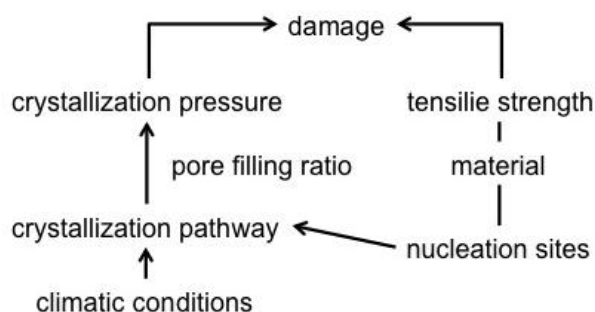 damage
crystallization pressure
tensilie strength
pore filling ratio
material
crystallization pathway
nucleation sites
climatic conditions